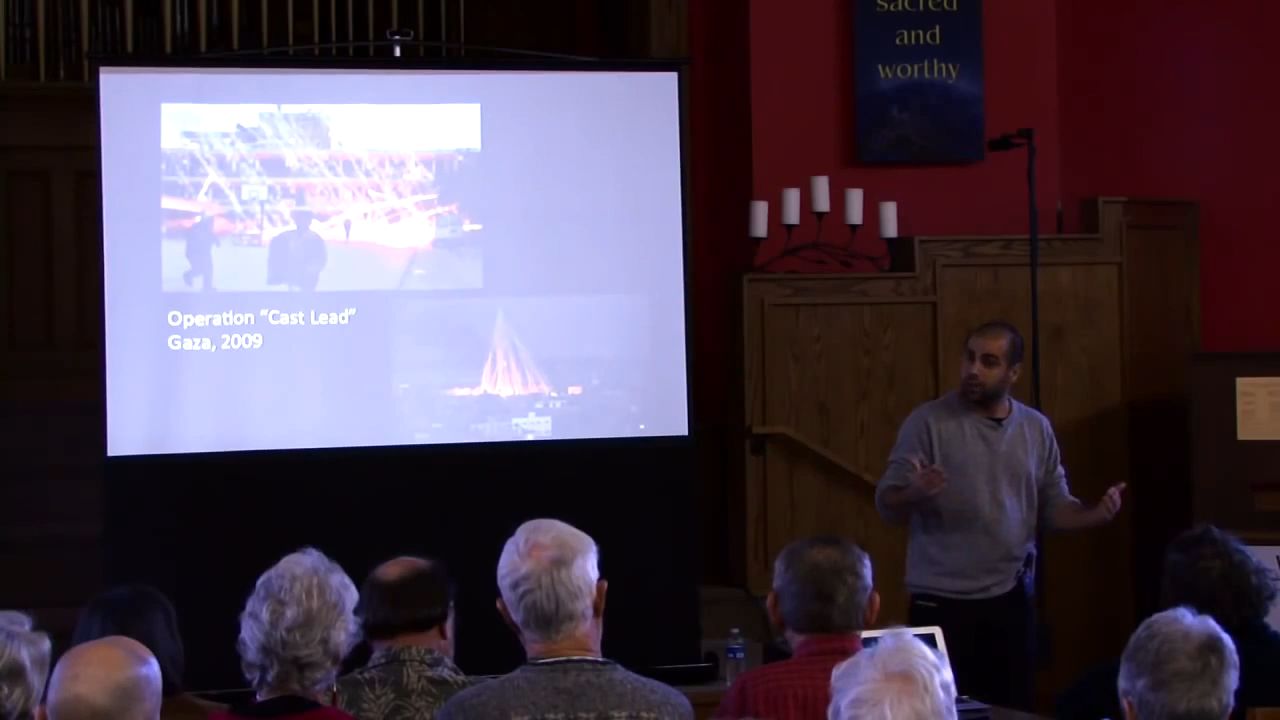 sacred
and
worthy
Operation “Cast Lead”
Gaza, 2009